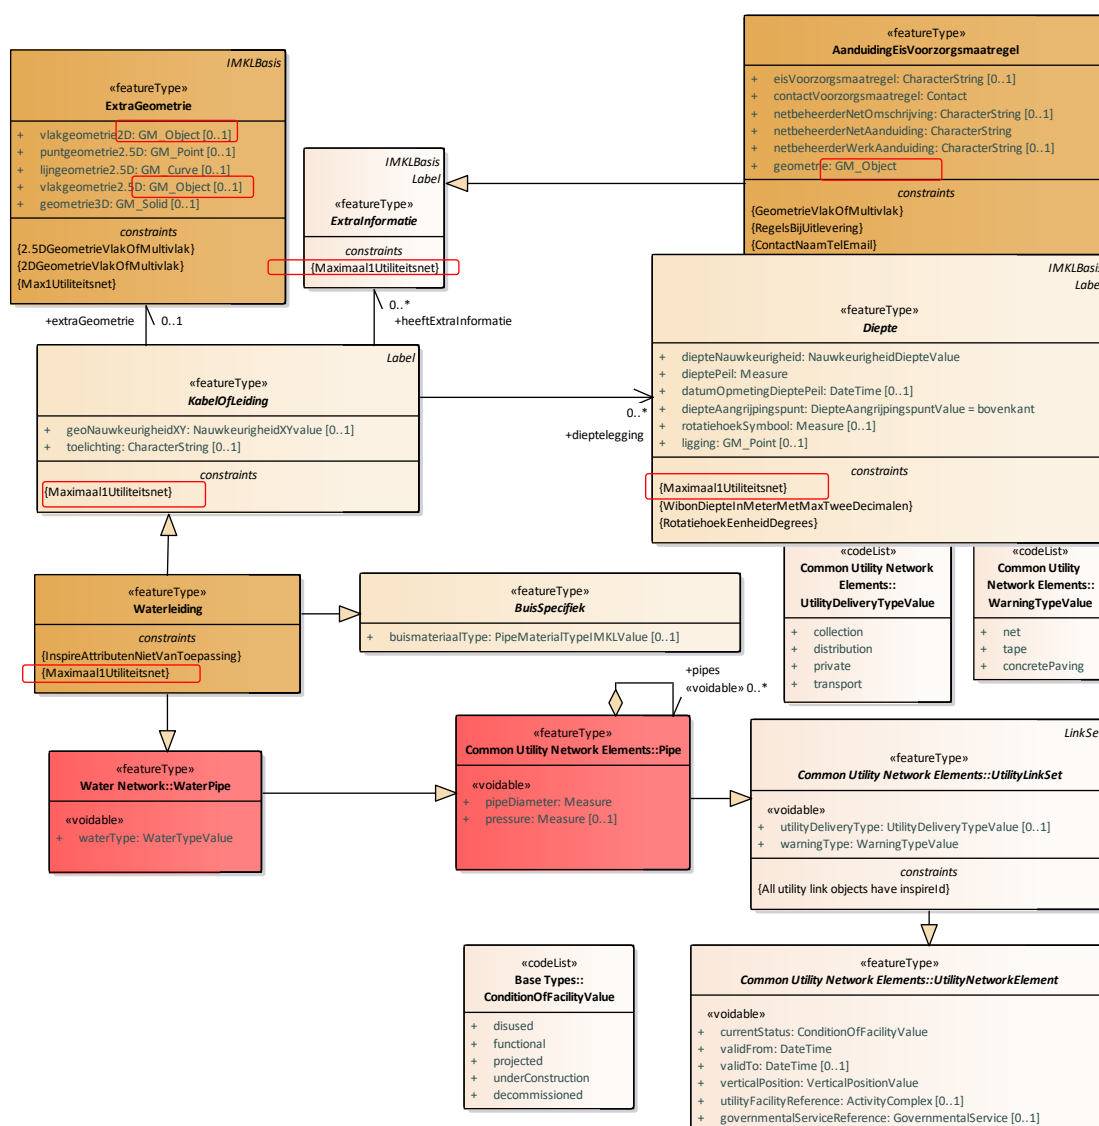 IMKLBasis
«featureType»
ExtraGeometrie
+ vlakgeometrie2D: GM_Object [0..1]
+ puntgeometrie2.5D: GM_Point [0..1]
+ lijngeometrie2.5D: GM_Curve [0..1]
+ vlakgeometrie2.5D: GM_Object [0..1]
+ geometrie3D: GM_Solid [0..1]
constraints
{2.5DGeometrieVlakOfMultivlak}
{2DGeometrieVlakOfMultivlak}
{Max1Utiliteitsnet}
IMKLBasis
Label
«featureType»
ExtraInformatie
constraints
{Maximaal1Utiliteitsnet}
«featureType»
AanduidingEisVoorzorgsmaatregel
+ eisVoorzorgsmaatregel: CharacterString [0..1]
+ contactVoorzorgsmaatregel: Contact
+ netbeheerderNetOmschrijving: CharacterString [0..1]
+ netbeheerderNetAanduiding: CharacterString
+ netbeheerderWerkAanduiding: CharacterString [0..1]
+ geometrie: GM_Object
constraints
{GeometrieVlakOfMultivlak}
{RegelsBijUitlevering}
{ContactNaamTelEmail}
+extraGeometrie
0..1
0..*
+heeftExtraInformatie
IMKLBasis
Label
«featureType»
Diepte
+ diepteNauwkeurigheid: NauwkeurigheidDiepteValue
+ dieptePeil: Measure
+ datumOpmetingDieptePeil: DateTime [0..1]
+ diepteAangrijpingspunt: DiepteAangrijpingspuntValue = bovenkant
+ rotatiehoekSymbool: Measure [0..1]
+ ligging: GM_Point [0..1]
constraints
{Maximaal1Utiliteitsnet}
{WibonDiepteInMeterMetMaxTweeDecimalen}
{RotatiehoekEenheidDegrees}
Label
«featureType»
KabelOfLeiding
+ geoNauwkeurigheidXY: NauwkeurigheidXYvalue [0..1]
+ toelichting: CharacterString [0..1]
constraints
{Maximaal1Utiliteitsnet}
0..*
+dieptelegging
«featureType»
Waterleiding
constraints
{InspireAttributenNietVanToepassing}
{Maximaal1Utiliteitsnet}
«featureType»
BuisSpecifiek
+ buismateriaalType: PipeMaterialTypeIMKLValue [0..1]
«codeList»
Common Utility Network
Elements::
UtilityDeliveryTypeValue
+ collection
+ distribution
+ private
+ transport
«codeList»
Common Utility
Network Elements::
WarningTypeValue
+ net
+ tape
+ concretePaving
+pipes
«voidable» 0..*
«featureType»
Water Network::WaterPipe
«voidable»
+ waterType: WaterTypeValue
«featureType»
Common Utility Network Elements::Pipe
«voidable»
+ pipeDiameter: Measure
+ pressure: Measure [0..1]
LinkSet
«featureType»
Common Utility Network Elements::UtilityLinkSet
«voidable»
+ utilityDeliveryType: UtilityDeliveryTypeValue [0..1]
+ warningType: WarningTypeValue
constraints
{All utility link objects have inspireId}
«codeList»
Base Types::
ConditionOfFacilityValue
+ disused
+ functional
+ projected
+ underConstruction
+ decommissioned
«featureType»
Common Utility Network Elements::UtilityNetworkElement
«voidable»
+ currentStatus: ConditionOfFacilityValue
+ validFrom: DateTime
+ validTo: DateTime [0..1]
+ verticalPosition: VerticalPositionValue
+ utilityFacilityReference: ActivityComplex [0..1]
+ governmentalServiceReference: GovernmentalService [0..1]